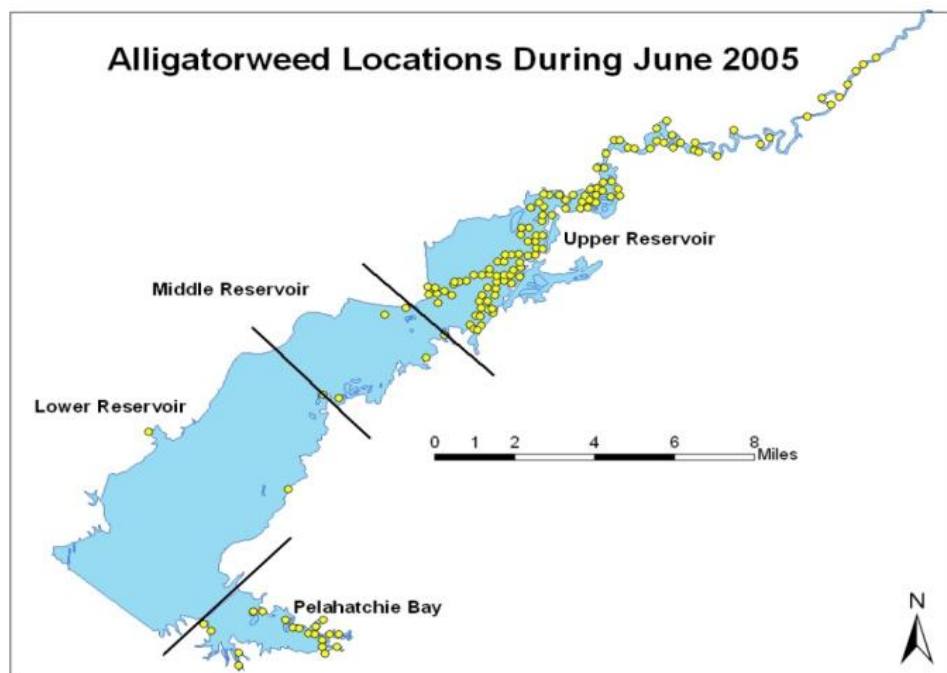 Alligatorweed Locations During June 2005
Upper Reservoir
Middle Reservoir
Lower Reservoir
0 1 2 4 6 8
Miles
Pelahatchie Bay
N